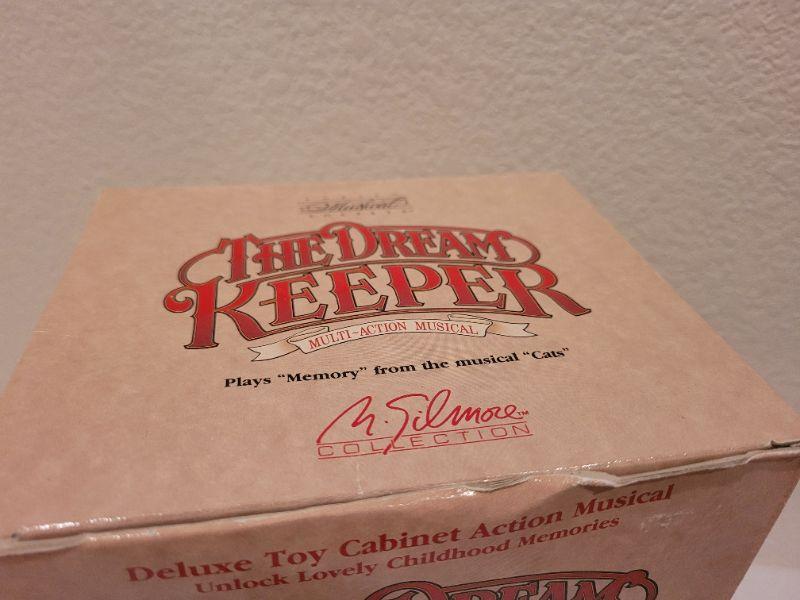 Musical
THE DREAM
KEEPER
MULTI-ACTION MUSICAL
Plays "Memory" from the musical "Cats"
M. Gilmore™
COLLECTION
Deluxe Toy Cabinet Action Musical
Unlock Lovely Childhood Memories
DREAM